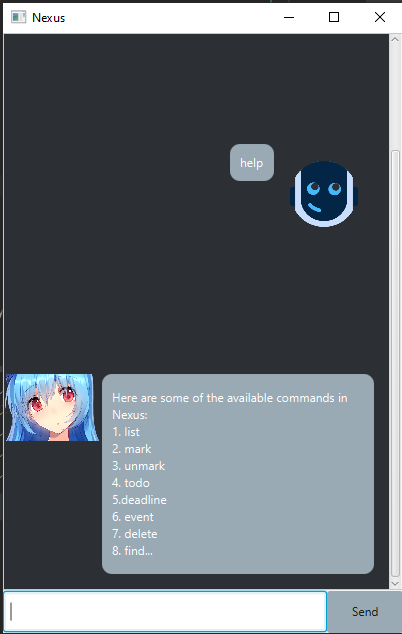 Nexus
help
Here are some of the available commands in
Nexus:
1. list
2. mark
3. unmark
4. todo
5.deadline
6. event
7. delete
8. find...
Send